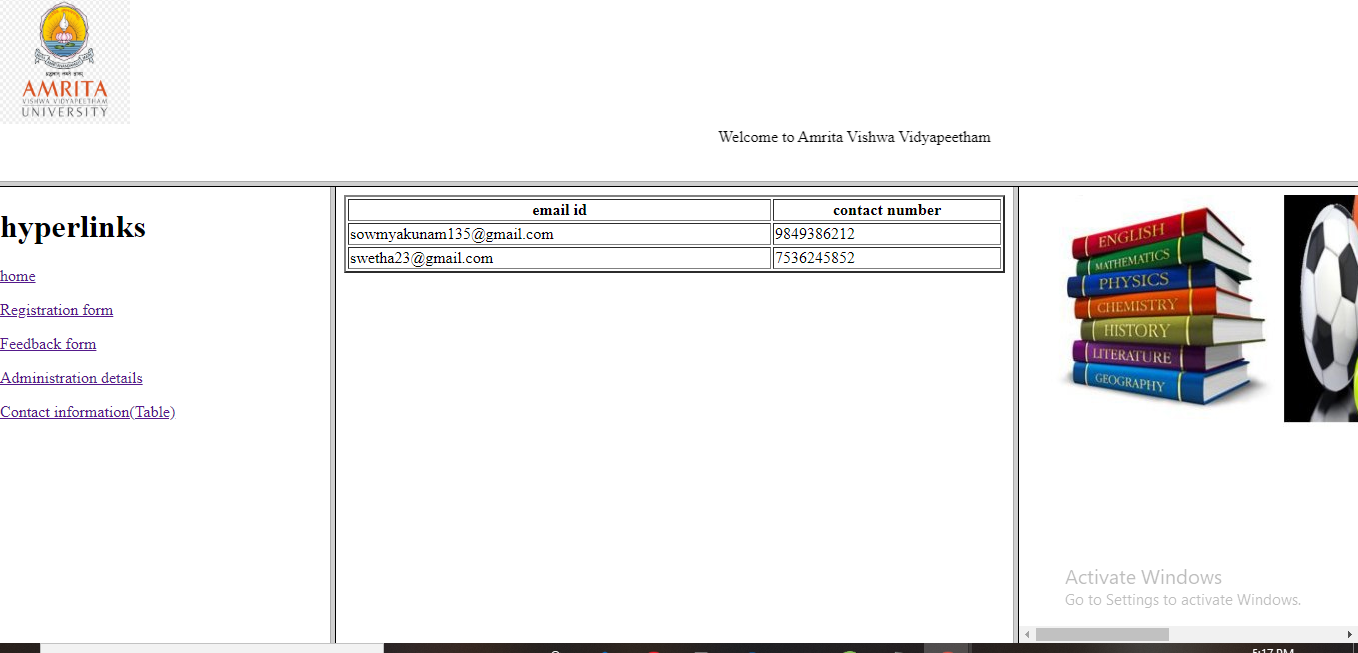 AMRITA
VISHWA VIDYAPEETHAM
UNIVERSITY
Welcome to Amrita Vishwa Vidyapeetham
hyperlinks
home
Registration form
Feedback form
Administration details
Contact information(Table)
email id contact number
sowmyakunam135@gmail.com 9849386212
swetha23@gmail.com 7536245852
ENGLISH
MATHEMATICS
PHYSICS
CHEMISTRY
HISTORY
LITERATURE
GEOGRAPHY
Activate Windows
Go to Settings to activate Windows.
5:17 PM